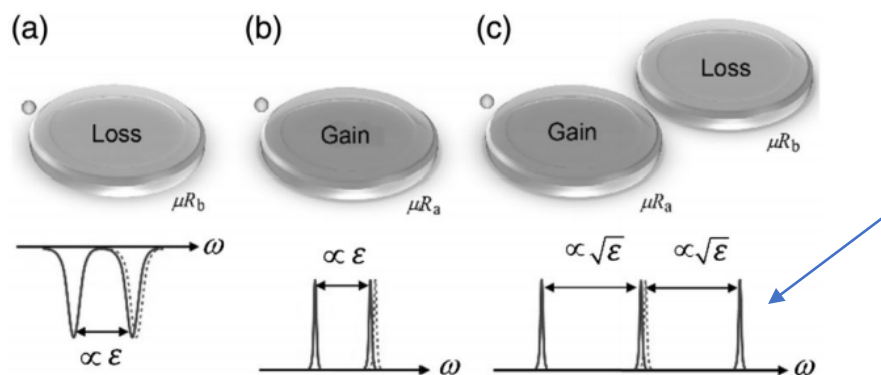 (a)
Loss
μR_b
ω
∝ ε
(b)
Gain
μR_a
∝ ε
ω
(c)
Loss
Gain
μR_b
μR_a
∝ √ε
∝ √ε
ω